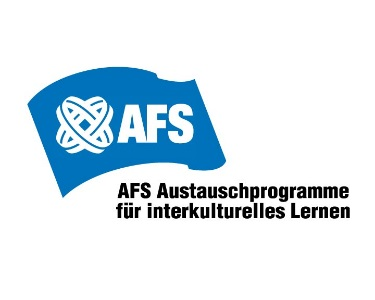 AFS
AFS Austauschprogramme
für interkulturelles Lernen